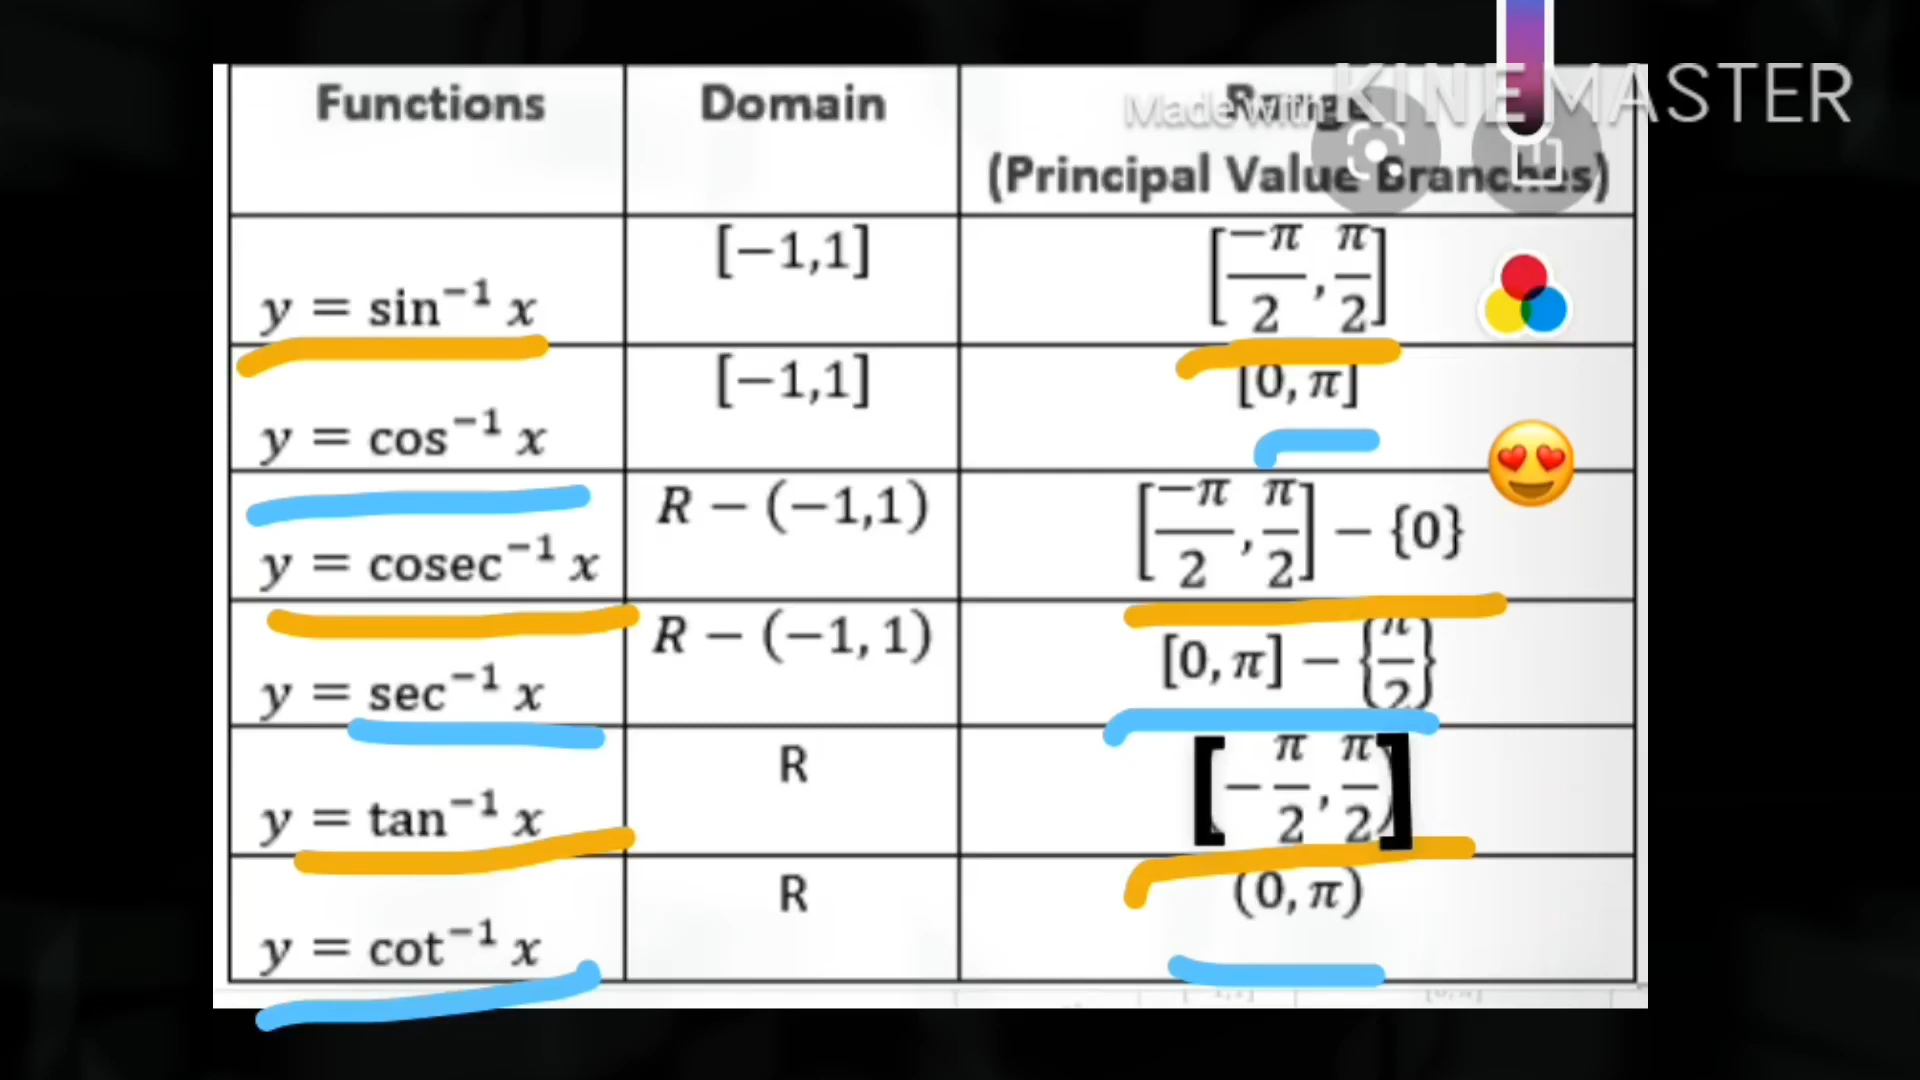 Made with KINEMASTER
Functions Domain Range
(Principal Value Branches)
y = sin⁻¹ x [−1,1] [−π/2, π/2]
y = cos⁻¹ x [−1,1] [0, π]
y = cosec⁻¹ x R − (−1,1) [−π/2, π/2] − {0}
y = sec⁻¹ x R − (−1, 1) [0, π] − {π/2}
y = tan⁻¹ x R [−π/2, π/2]
y = cot⁻¹ x R (0, π)